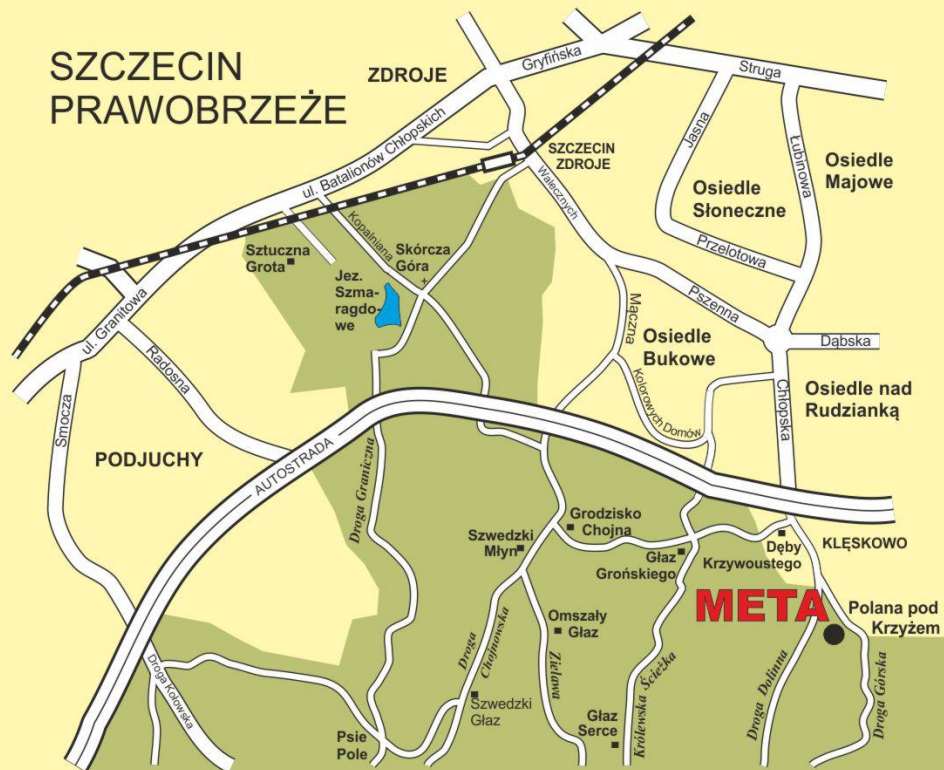 SZCZECIN
PRAWOBRZEŻE
ZDROJE
Gryfińska
Struga
ul. Batalionów Chłopskich
SZCZECIN
ZDROJE
Jasna
Łubinowa
Osiedle
Majowe
Osiedle
Słoneczne
Walecznych
Przelotowa
Kopalniana
Skórcza
Góra
Sztuczna
Grota
Jez.
Szma-
ragdo-
we
ul. Granitowa
Radosna
Smocza
Mączna
Pszenna
Osiedle
Bukowe
Dąbska
Kolorowych Domów
Chłopska
Osiedle nad
Rudzianką
PODJUCHY
AUTOSTRADA
Droga Graniczna
Szwedzki
Młyn
Grodzisko
Chojna
Głaz
Grońskiego
Dęby
Krzywoustego
KLĘSKOWO
META
Polana pod
Krzyżem
Omszały
Głaz
Droga
Chojnowska
Zielawa
Królewska Ścieżka
Droga Dolinna
Droga Górska
Droga Kołowska
Szwedzki
Głaz
Psie
Pole
Głaz
Serce